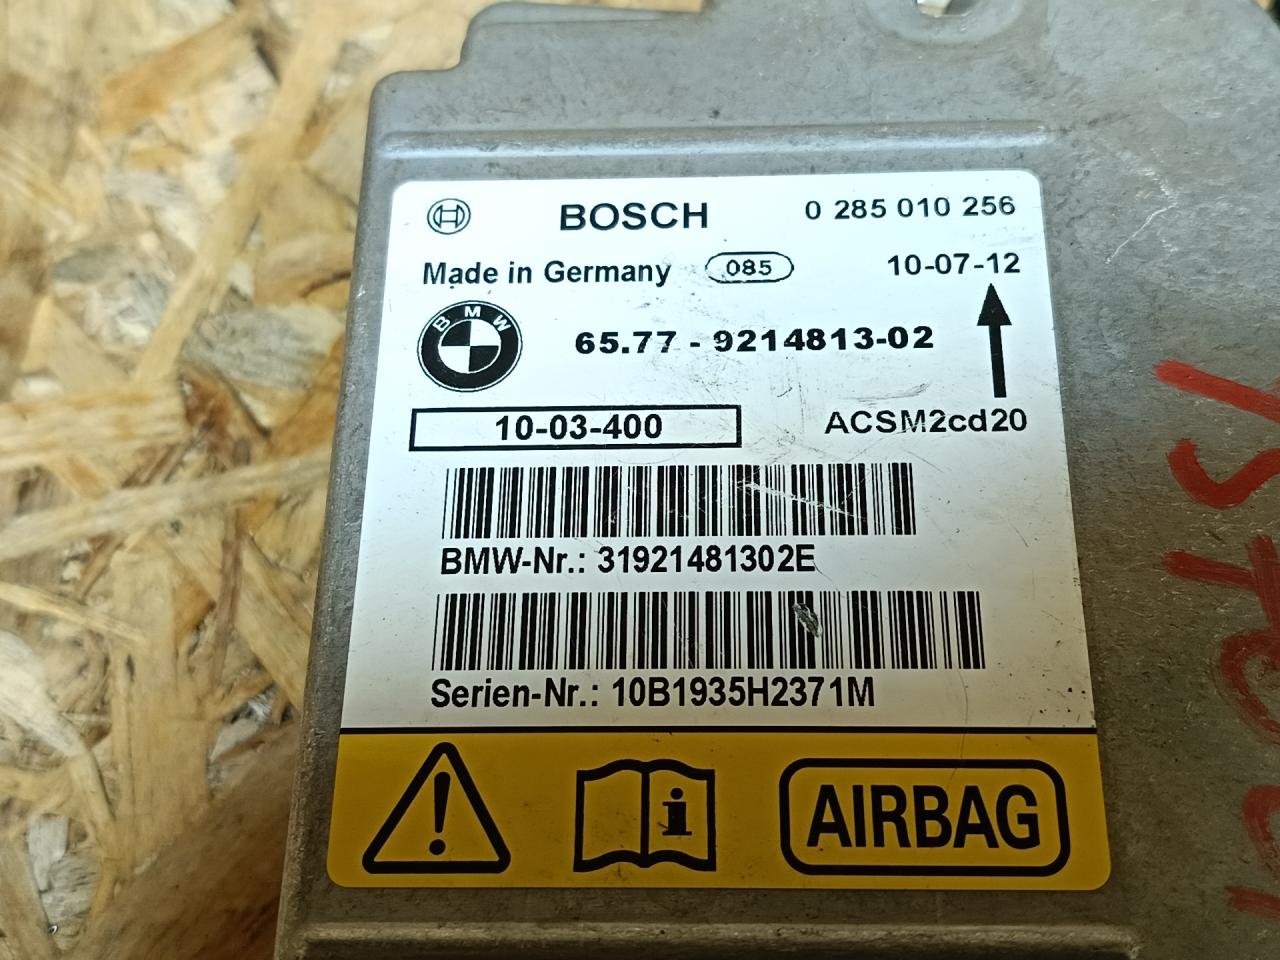 BOSCH 0 285 010 256
Made in Germany 085 10-07-12
BMW
65.77 - 9214813-02
10-03-400 ACSM2cd20
BMW-Nr.: 31921481302E
Serien-Nr.: 10B1935H2371M
AIRBAG